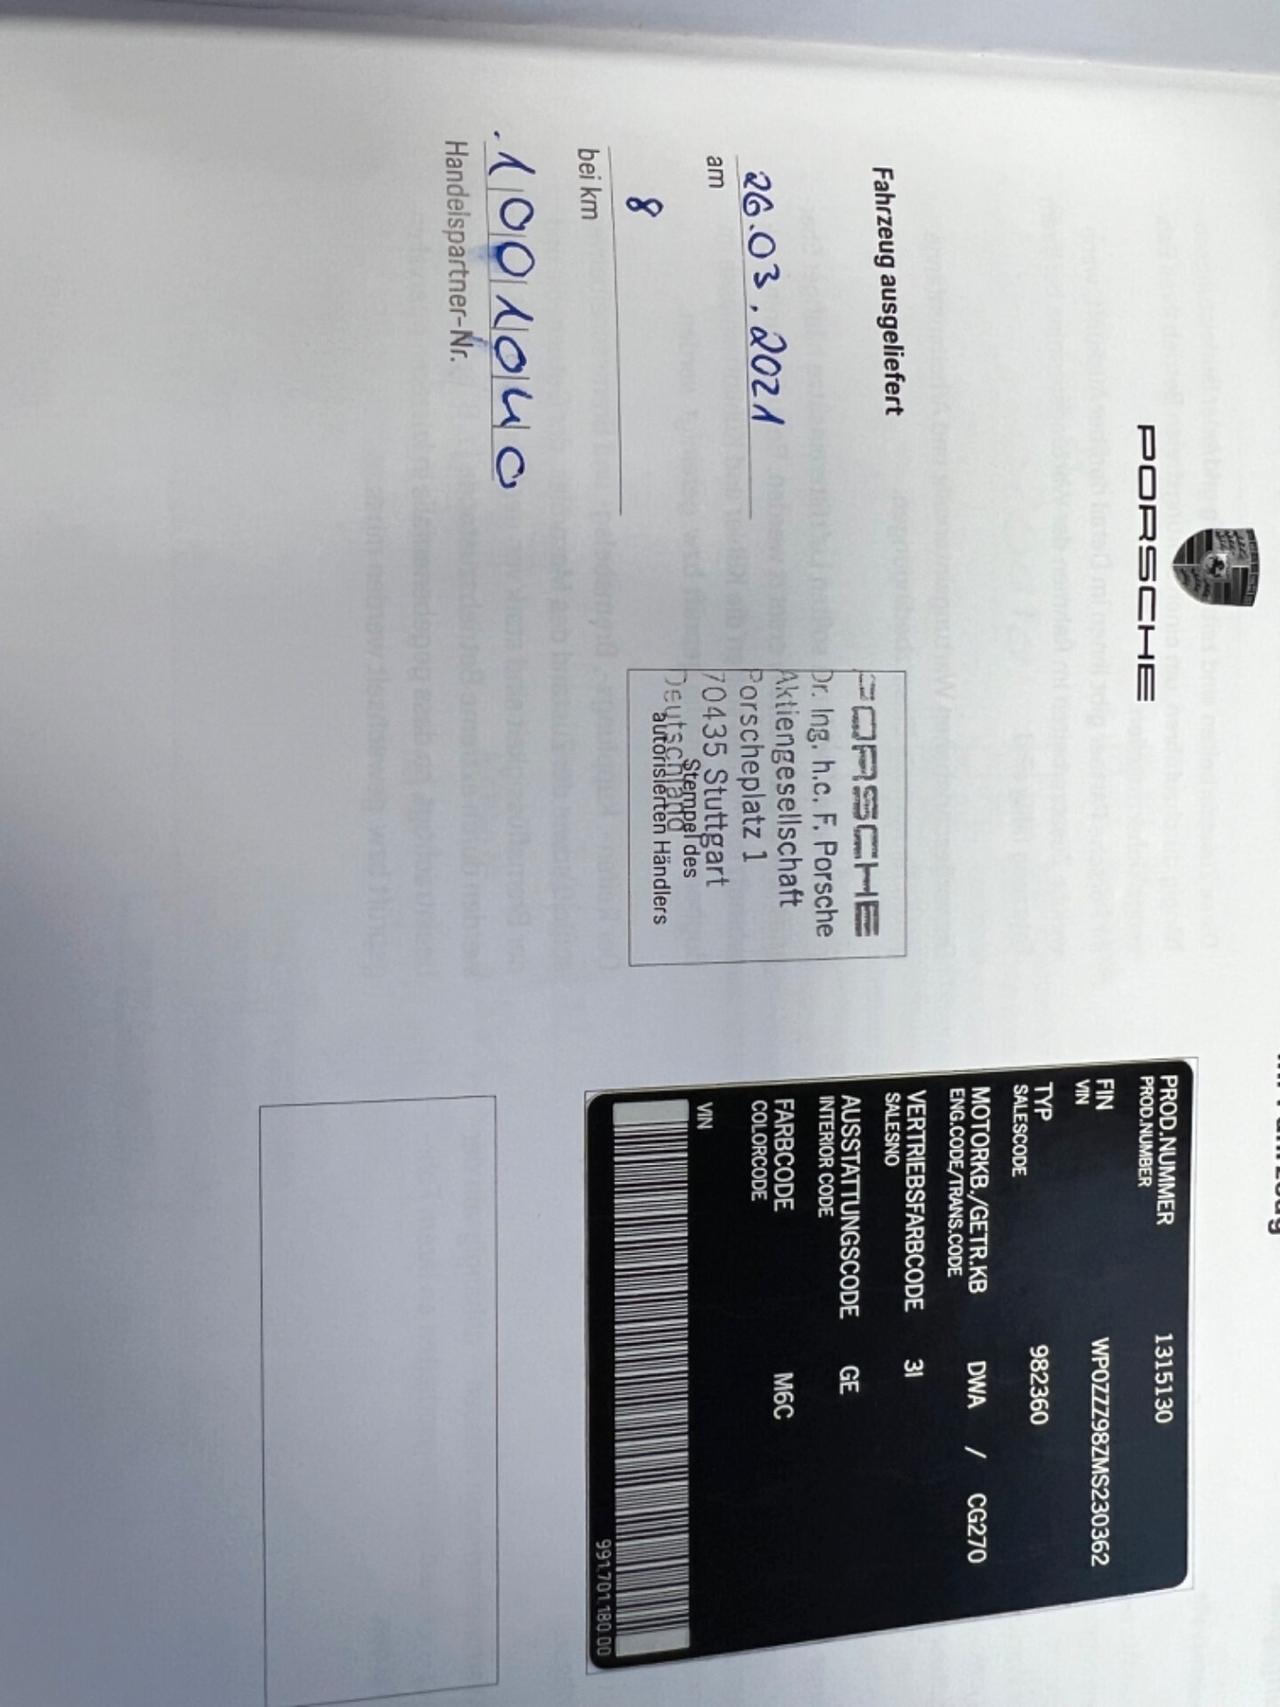 PORSCHE
Fahrzeug ausgeliefert
26.03.2021
am
8
bei km
1001040
Handelspartner-Nr.
PORSCHE
Dr. Ing. h.c. F. Porsche
Aktiengesellschaft
Porscheplatz 1
70435 Stuttgart
Deutschland
Stempel des
autorisierten Händlers
PROD.NUMMER 1315130
PROD.NUMBER
FIN WP0ZZZ98ZMS230362
VIN
TYP 982360
SALESCODE
MOTORKB./GETR.KB DWA / CG270
ENG.CODE/TRANS.CODE
VERTRIEBSFARBCODE 3I
SALESNO
AUSSTATTUNGSCODE GE
INTERIOR CODE
FARBCODE M6C
COLORCODE
VIN
991.701.180.00